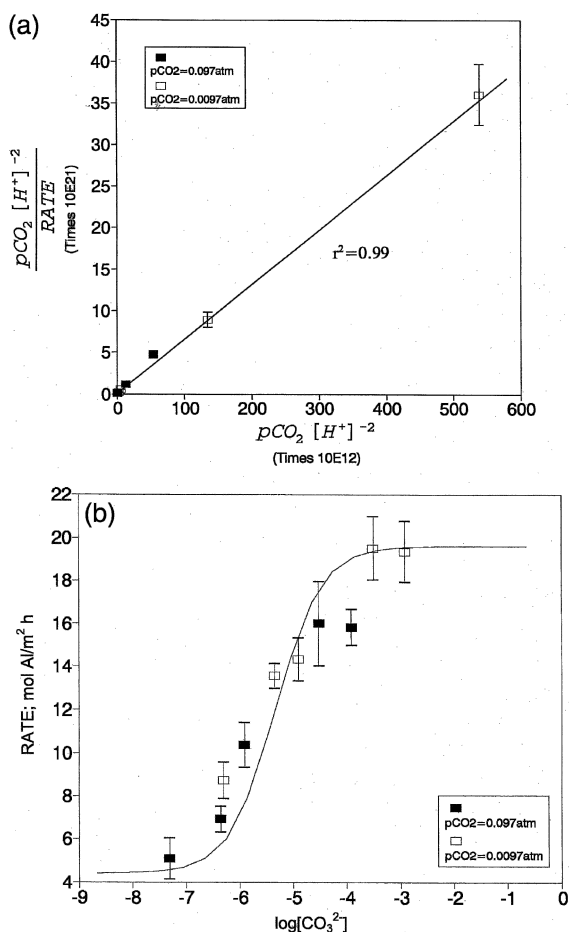 (a)
45
40
35
30
25
20
15
10
5
0
pCO2=0.097atm
pCO2=0.0097atm
pCO₂ [H⁺]⁻²
RATE
(Times 10E21)
r²=0.99
0 100 200 300 400 500 600
pCO₂ [H⁺]⁻²
(Times 10E12)
(b)
22
20
18
16
14
12
10
8
6
4
RATE; mol Al/m² h
pCO2=0.097atm
pCO2=0.0097atm
-9 -8 -7 -6 -5 -4 -3 -2 -1 0
log[CO₃²⁻]